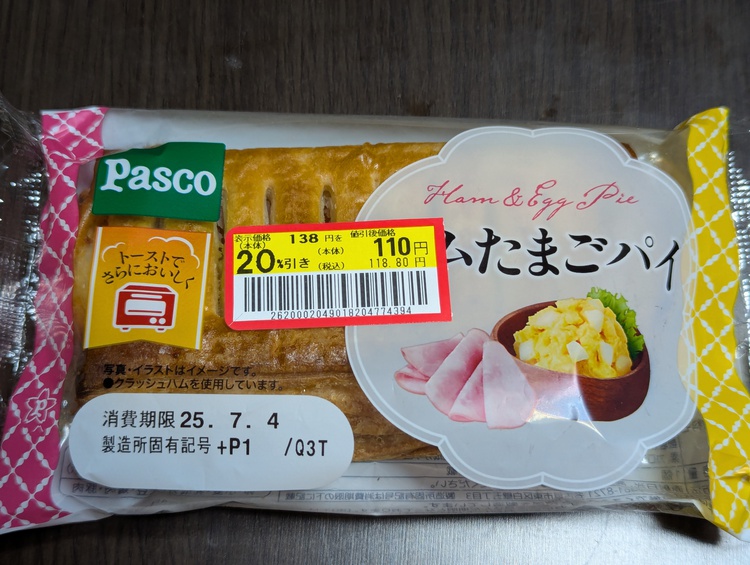 Pasco
Ham & Egg Pie
ムたまごパイ
トーストで
さらにおいしく
表示価格
(本体)
138 円を
値引後価格
(本体)
110円
20%引き
(税込)
118.80円
2620002049018204774394
写真・イラストはイメージです。
●クラッシュハムを使用しています。
消費期限 25. 7. 4
製造所固有記号 +P1 /Q3T